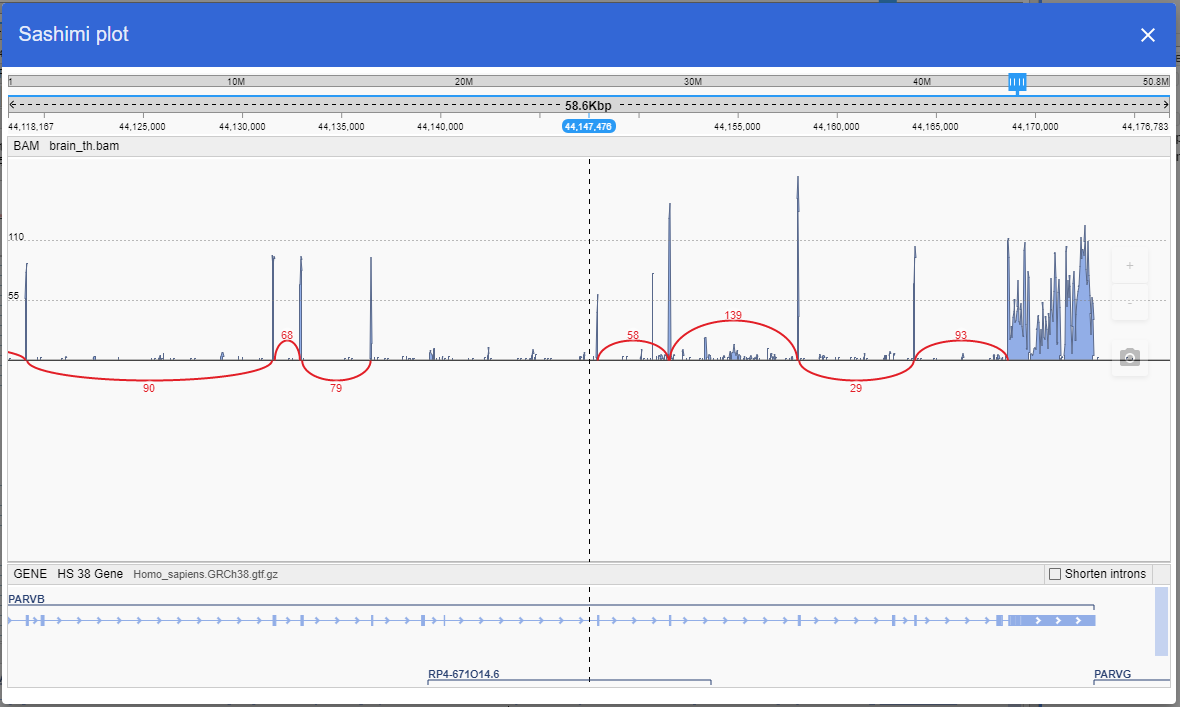 Sashimi plot
1 10M 20M 30M 40M 50.8M
58.6Kbp
44,118,167 44,125,000 44,130,000 44,135,000 44,140,000 44,147,476 44,155,000 44,160,000 44,165,000 44,170,000 44,176,783
BAM brain_th.bam
110
+
55
-
68 58 139 93
90 79 29
GENE HS 38 Gene Homo_sapiens.GRCh38.gtf.gz Shorten introns
PARVB
RP4-671O14.6 PARVG